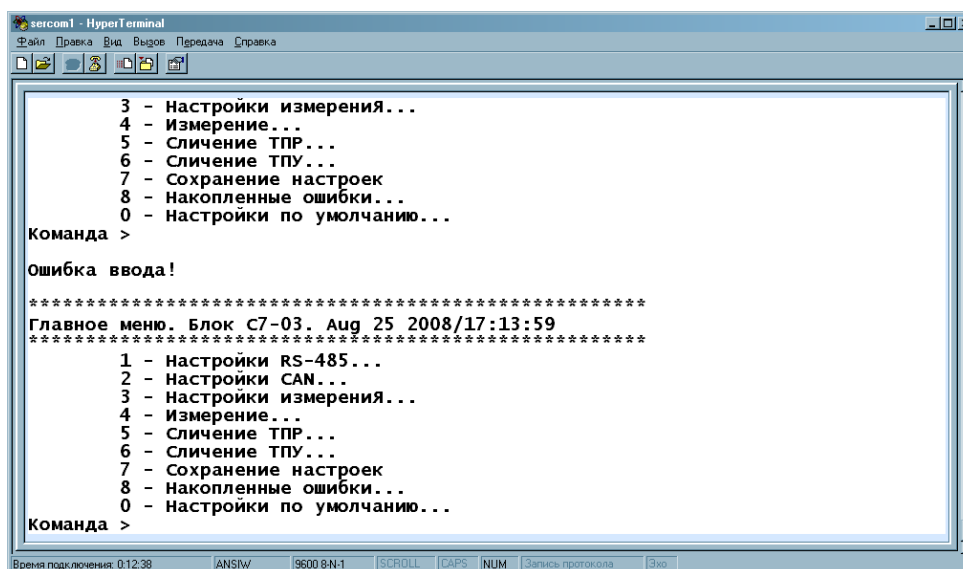 sercom1 - HyperTerminal
Файл Правка Вид Вызов Передача Справка
3 - Настройки измерениЯ...
4 - Измерение...
5 - Сличение ТПР...
6 - Сличение ТПУ...
7 - Сохранение настроек
8 - Накопленные ошибки...
0 - Настройки по умолчанию...
Команда >
Ошибка ввода!
******************************************************
Главное меню. Блок С7-03. Aug 25 2008/17:13:59
******************************************************
1 - Настройки RS-485...
2 - Настройки CAN...
3 - Настройки измерениЯ...
4 - Измерение...
5 - Сличение ТПР...
6 - Сличение ТПУ...
7 - Сохранение настроек
8 - Накопленные ошибки...
0 - Настройки по умолчанию...
Команда >
Время подключения: 0:12:38 ANSIW 9600 8-N-1 SCROLL CAPS NUM Запись протокола Эхо